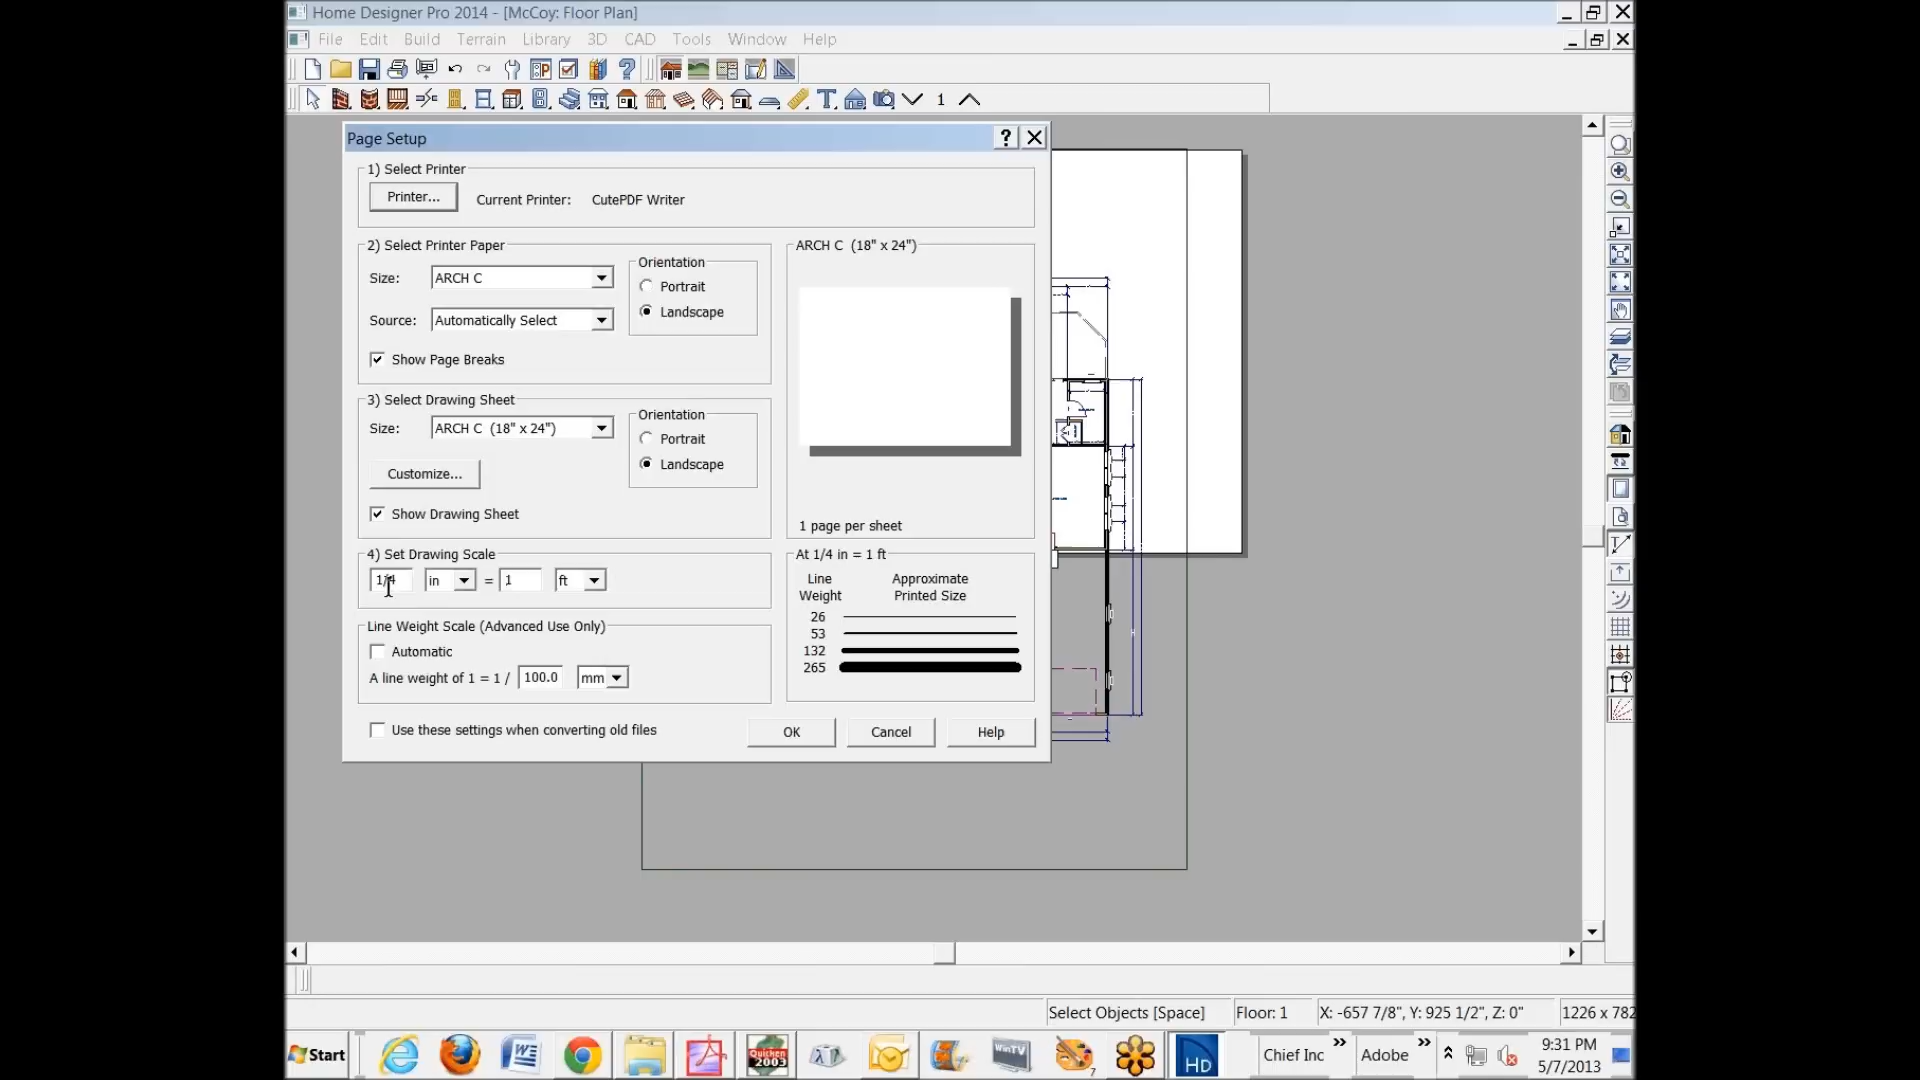 Home Designer Pro 2014 - [McCoy: Floor Plan]
File Edit Build Terrain Library 3D CAD Tools Window Help
1
Page Setup
1) Select Printer
Printer... Current Printer: CutePDF Writer
2) Select Printer Paper
Size: ARCH C
Source: Automatically Select
Orientation
Portrait
Landscape
Show Page Breaks
ARCH C (18" x 24")
1 page per sheet
3) Select Drawing Sheet
Size: ARCH C (18" x 24")
Orientation
Portrait
Landscape
Customize...
Show Drawing Sheet
4) Set Drawing Scale
1/4 in = 1 ft
At 1/4 in = 1 ft
Line Weight Approximate Printed Size
26
53
132
265
Line Weight Scale (Advanced Use Only)
Automatic
A line weight of 1 = 1 / 100.0 mm
Use these settings when converting old files
OK Cancel Help
Select Objects [Space] Floor: 1 X: -657 7/8", Y: 925 1/2", Z: 0" 1226 x 782
Start Quicken 2003 WinTV HD Chief Inc Adobe 9:31 PM
5/7/2013